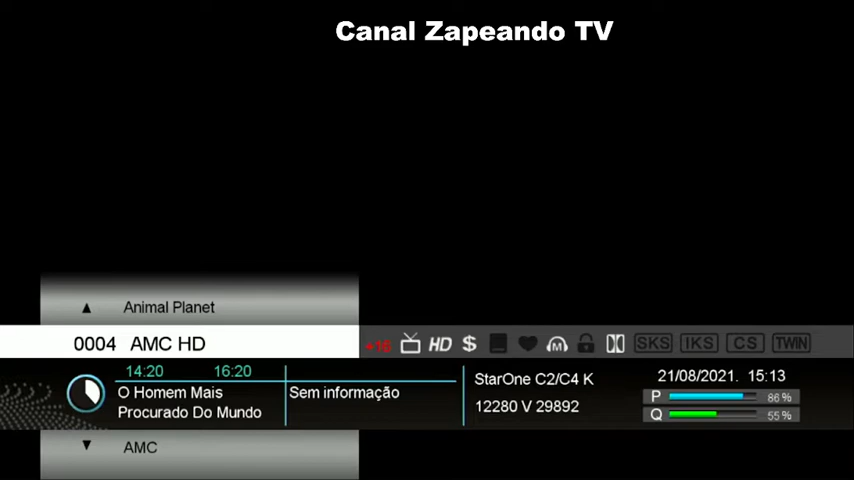 Canal Zapeando TV
▲ Animal Planet
0004 AMC HD
+16 HD $ SKS IKS CS TWIN
14:20 16:20
O Homem Mais
Procurado Do Mundo
Sem informação
StarOne C2/C4 K
12280 V 29892
21/08/2021. 15:13
P 86 %
Q 55 %
▼ AMC